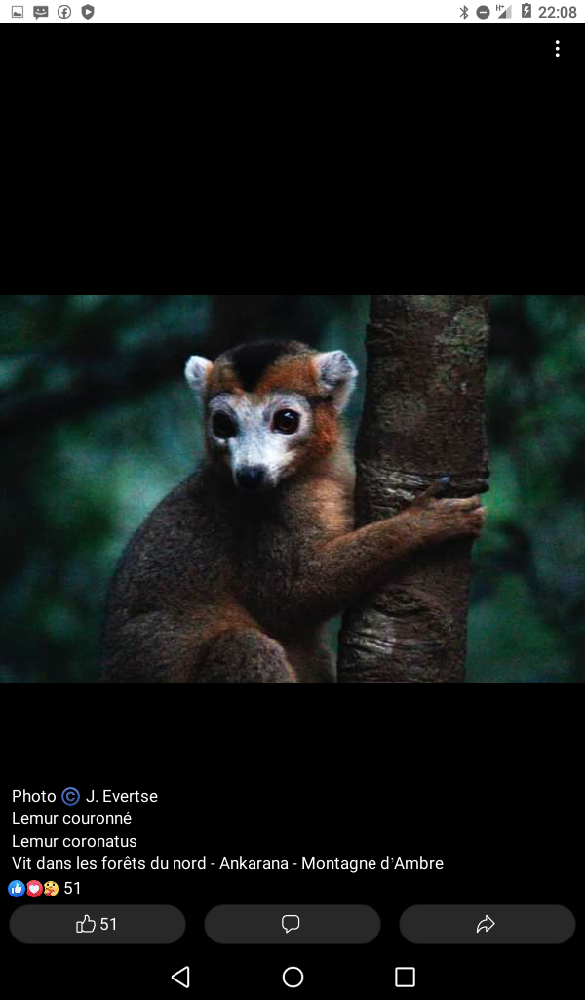 22:08
Photo © J. Evertse
Lemur couronné
Lemur coronatus
Vit dans les forêts du nord - Ankarana - Montagne d’Ambre
51
51